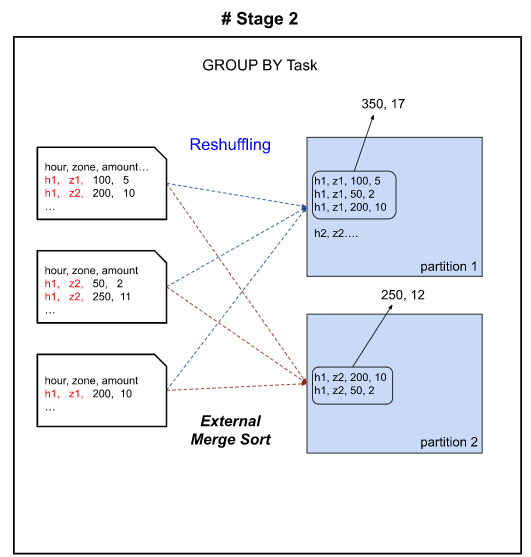 # Stage 2
GROUP BY Task
350, 17
Reshuffling
hour, zone, amount…
h1, z1, 100, 5
h1, z2, 200, 10
…
h1, z1, 100, 5
h1, z1, 50, 2
h1, z1, 200, 10
h2, z2….
partition 1
hour, zone, amount
h1, z2, 50, 2
h1, z2, 250, 11
…
250, 12
hour, zone, amount
h1, z1, 200, 10
…
h1, z2, 200, 10
h1, z2, 50, 2
partition 2
External
Merge Sort